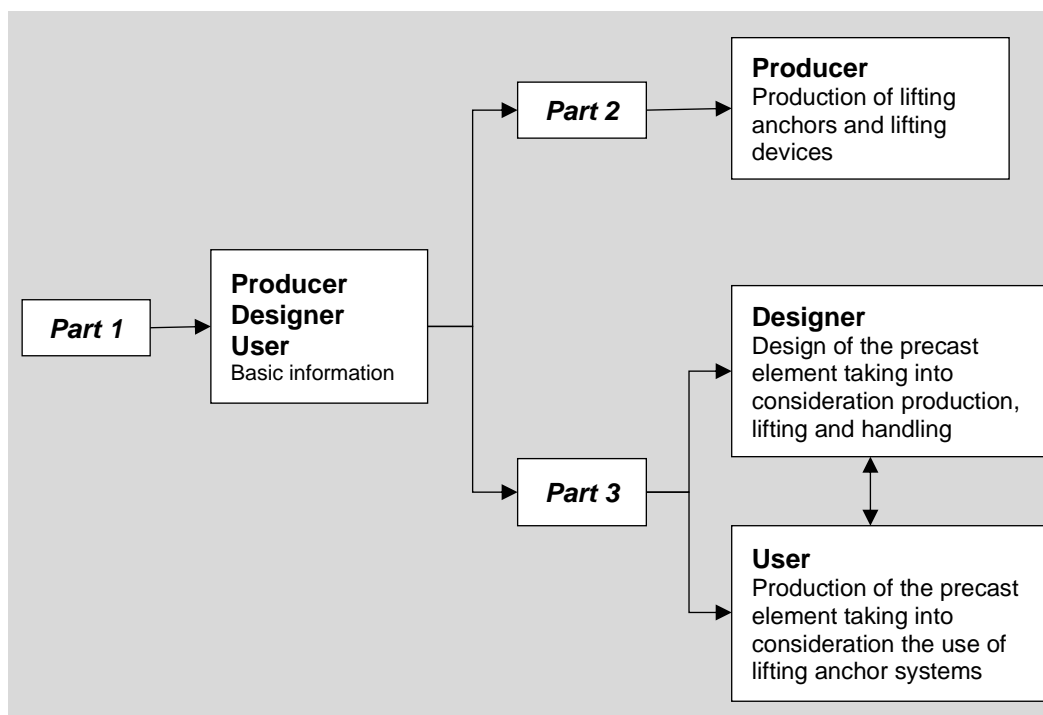 Part 1
Producer
Designer
User
Basic information
Part 2
Producer
Production of lifting
anchors and lifting
devices
Part 3
Designer
Design of the precast
element taking into
consideration production,
lifting and handling
User
Production of the precast
element taking into
consideration the use of
lifting anchor systems